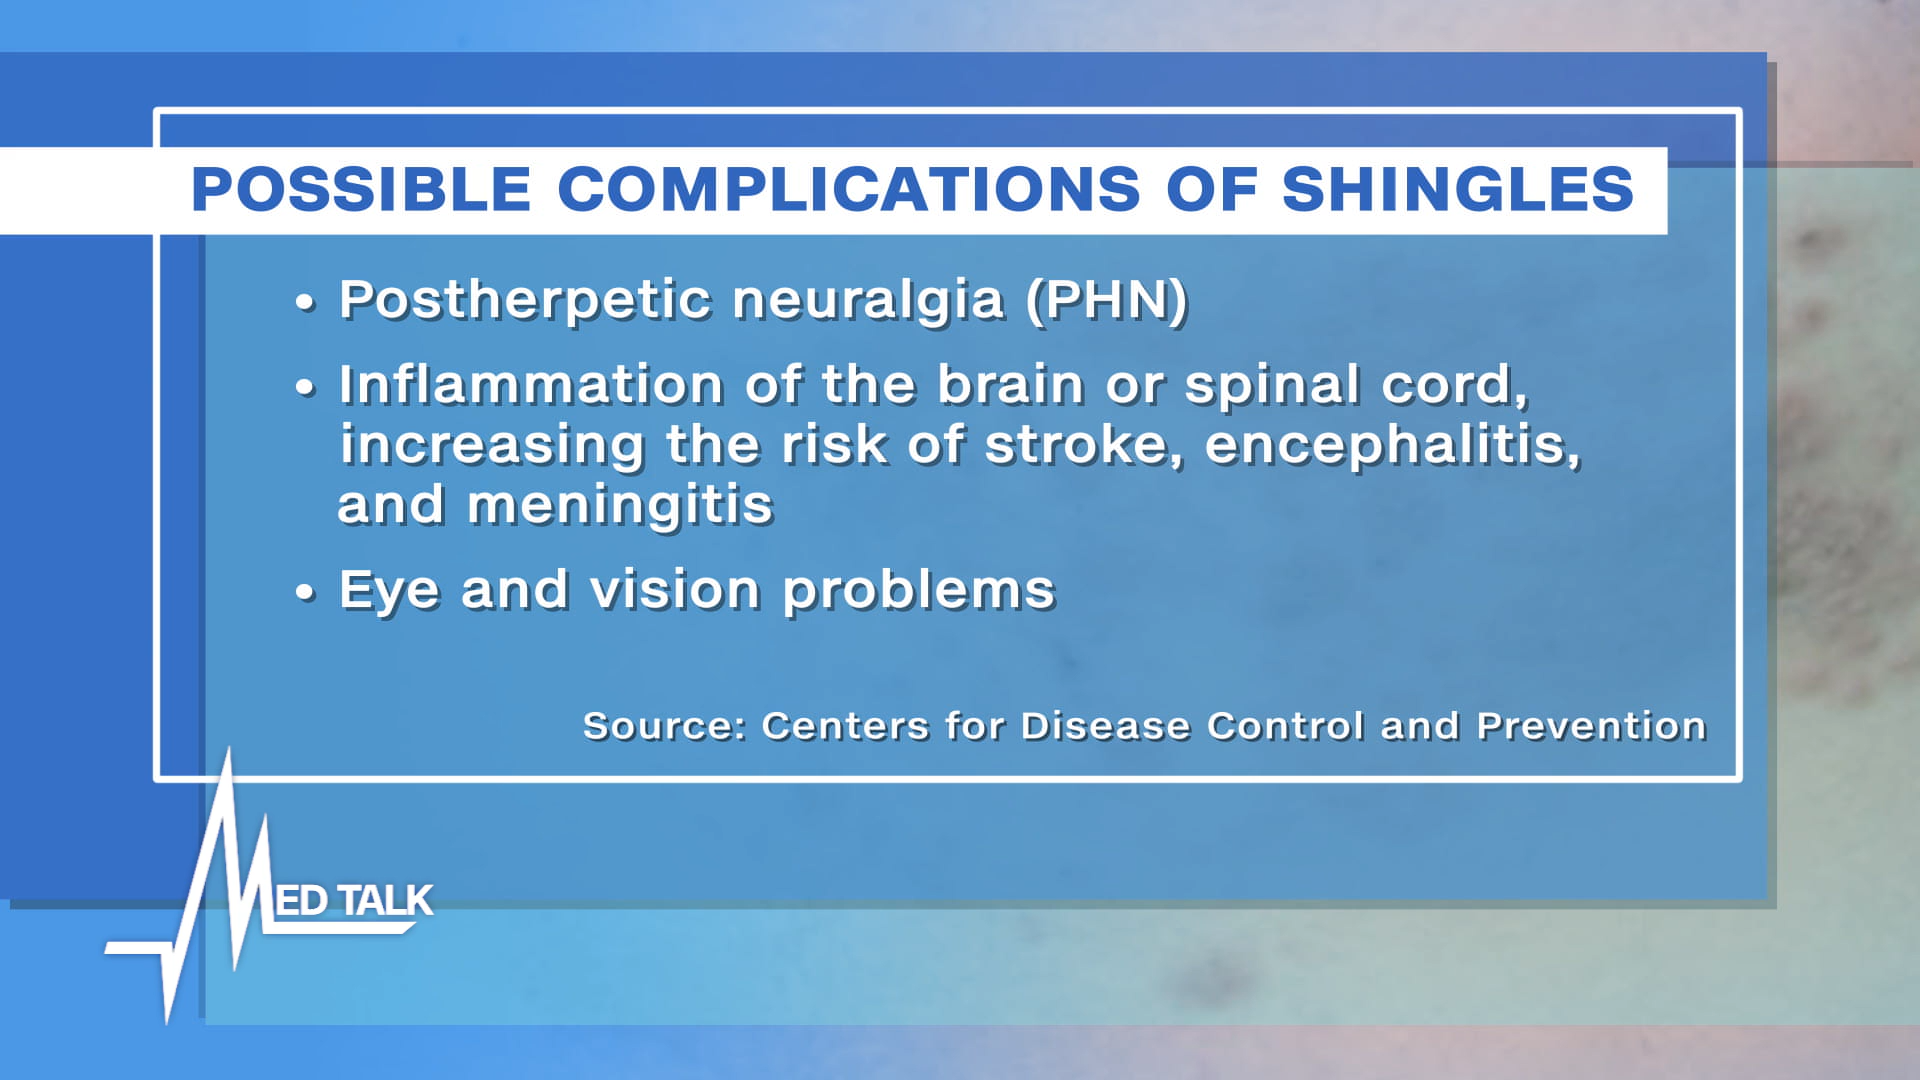 POSSIBLE COMPLICATIONS OF SHINGLES
• Postherpetic neuralgia (PHN)
• Inflammation of the brain or spinal cord,
increasing the risk of stroke, encephalitis,
and meningitis
• Eye and vision problems
Source: Centers for Disease Control and Prevention
MED TALK